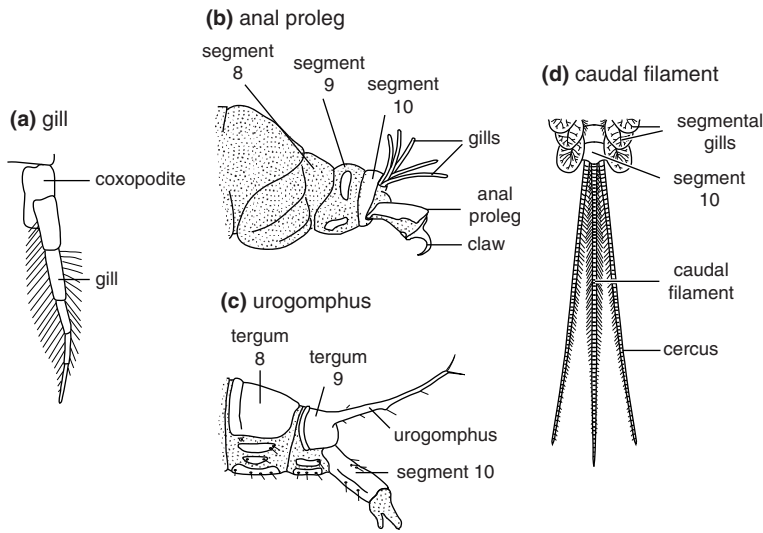 (a) gill
coxopodite
gill
(b) anal proleg
segment
8
segment
9
segment
10
gills
anal
proleg
claw
(c) urogomphus
tergum
8
tergum
9
urogomphus
segment 10
(d) caudal filament
segmental
gills
segment
10
caudal
filament
cercus